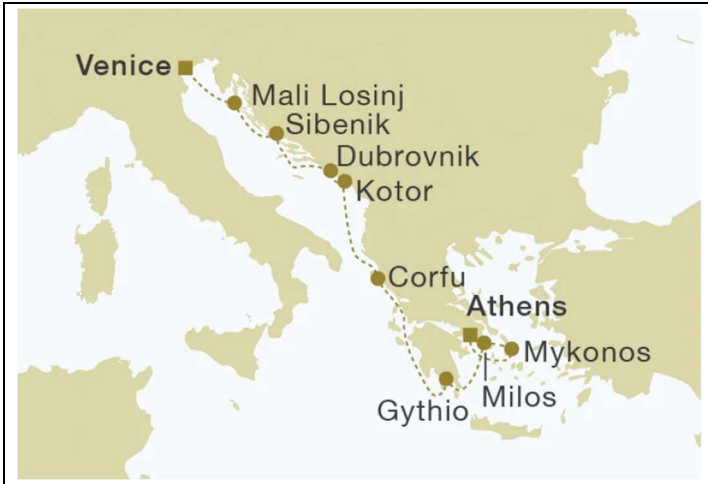 Venice
Mali Losinj
Sibenik
Dubrovnik
Kotor
Corfu
Athens
Mykonos
Milos
Gythio